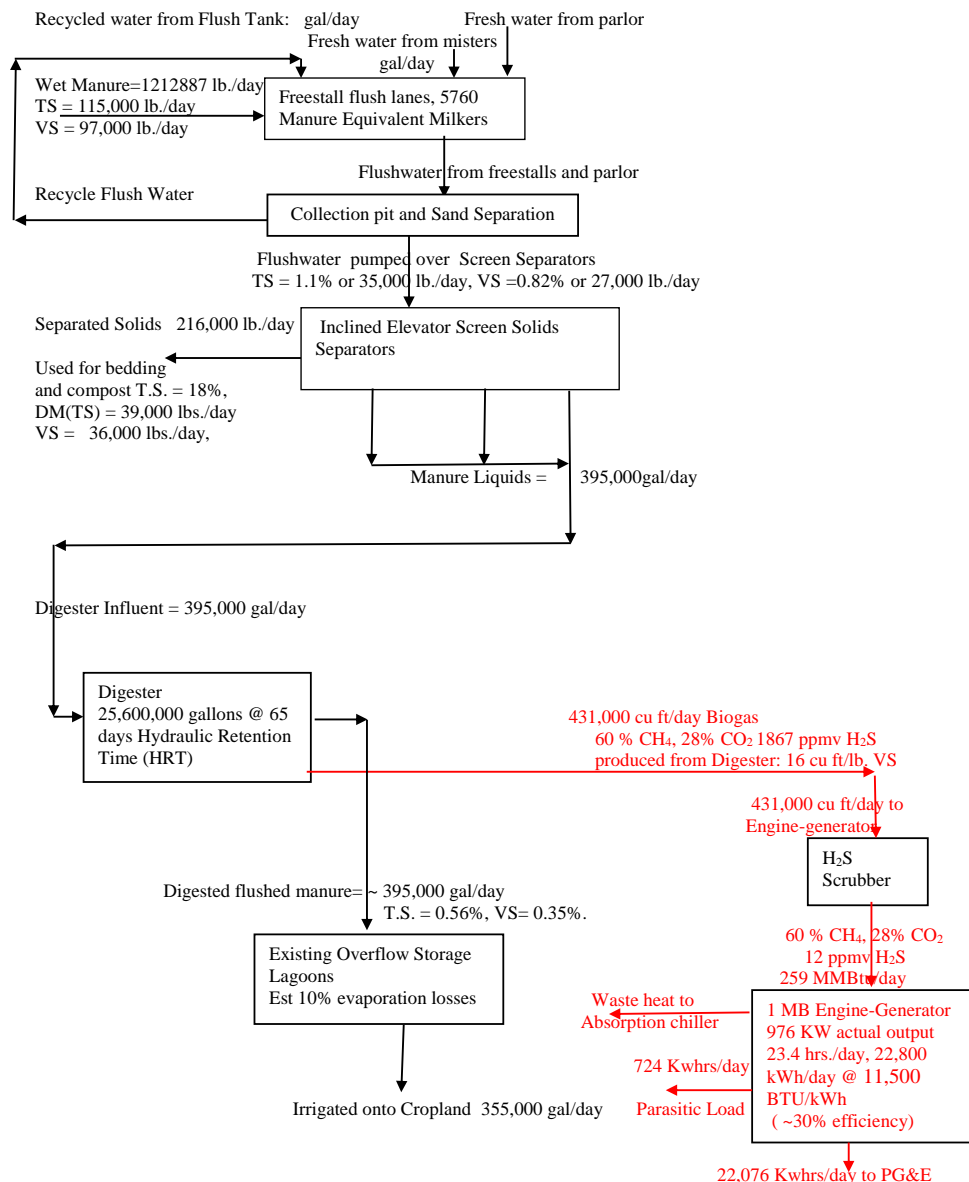 Recycled water from Flush Tank: gal/day
Fresh water from parlor
Fresh water from misters
gal/day
Wet Manure=1212887 lb./day
TS = 115,000 lb./day
VS = 97,000 lb./day
Freestall flush lanes, 5760
Manure Equivalent Milkers
Flushwater from freestalls and parlor
Recycle Flush Water
Collection pit and Sand Separation
Flushwater pumped over Screen Separators
TS = 1.1% or 35,000 lb./day, VS =0.82% or 27,000 lb./day
Separated Solids 216,000 lb./day
Inclined Elevator Screen Solids
Separators
Used for bedding
and compost T.S. = 18%,
DM(TS) = 39,000 lbs./day
VS = 36,000 lbs./day,
Manure Liquids = 395,000gal/day
Digester Influent = 395,000 gal/day
Digester
25,600,000 gallons @ 65
days Hydraulic Retention
Time (HRT)
431,000 cu ft/day Biogas
60 % CH₄, 28% CO₂ 1867 ppmv H₂S
produced from Digester: 16 cu ft/lb. VS
431,000 cu ft/day to
Engine-generator
H₂S
Scrubber
Digested flushed manure= ~ 395,000 gal/day
T.S. = 0.56%, VS= 0.35%.
60 % CH₄, 28% CO₂
12 ppmv H₂S
259 MMBtu/day
Existing Overflow Storage
Lagoons
Est 10% evaporation losses
Waste heat to
Absorption chiller
1 MB Engine-Generator
976 KW actual output
23.4 hrs./day, 22,800
kWh/day @ 11,500
BTU/kWh
( ~30% efficiency)
724 Kwhrs/day
Parasitic Load
Irrigated onto Cropland 355,000 gal/day
22,076 Kwhrs/day to PG&E